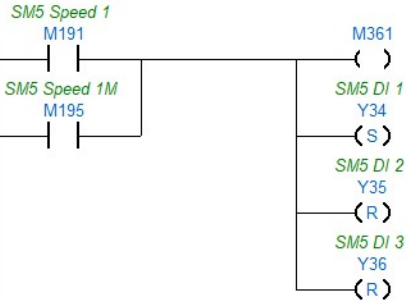 SM5 Speed 1
M191
M361
SM5 Speed 1M
M195
SM5 DI 1
Y34
S
SM5 DI 2
Y35
R
SM5 DI 3
Y36
R